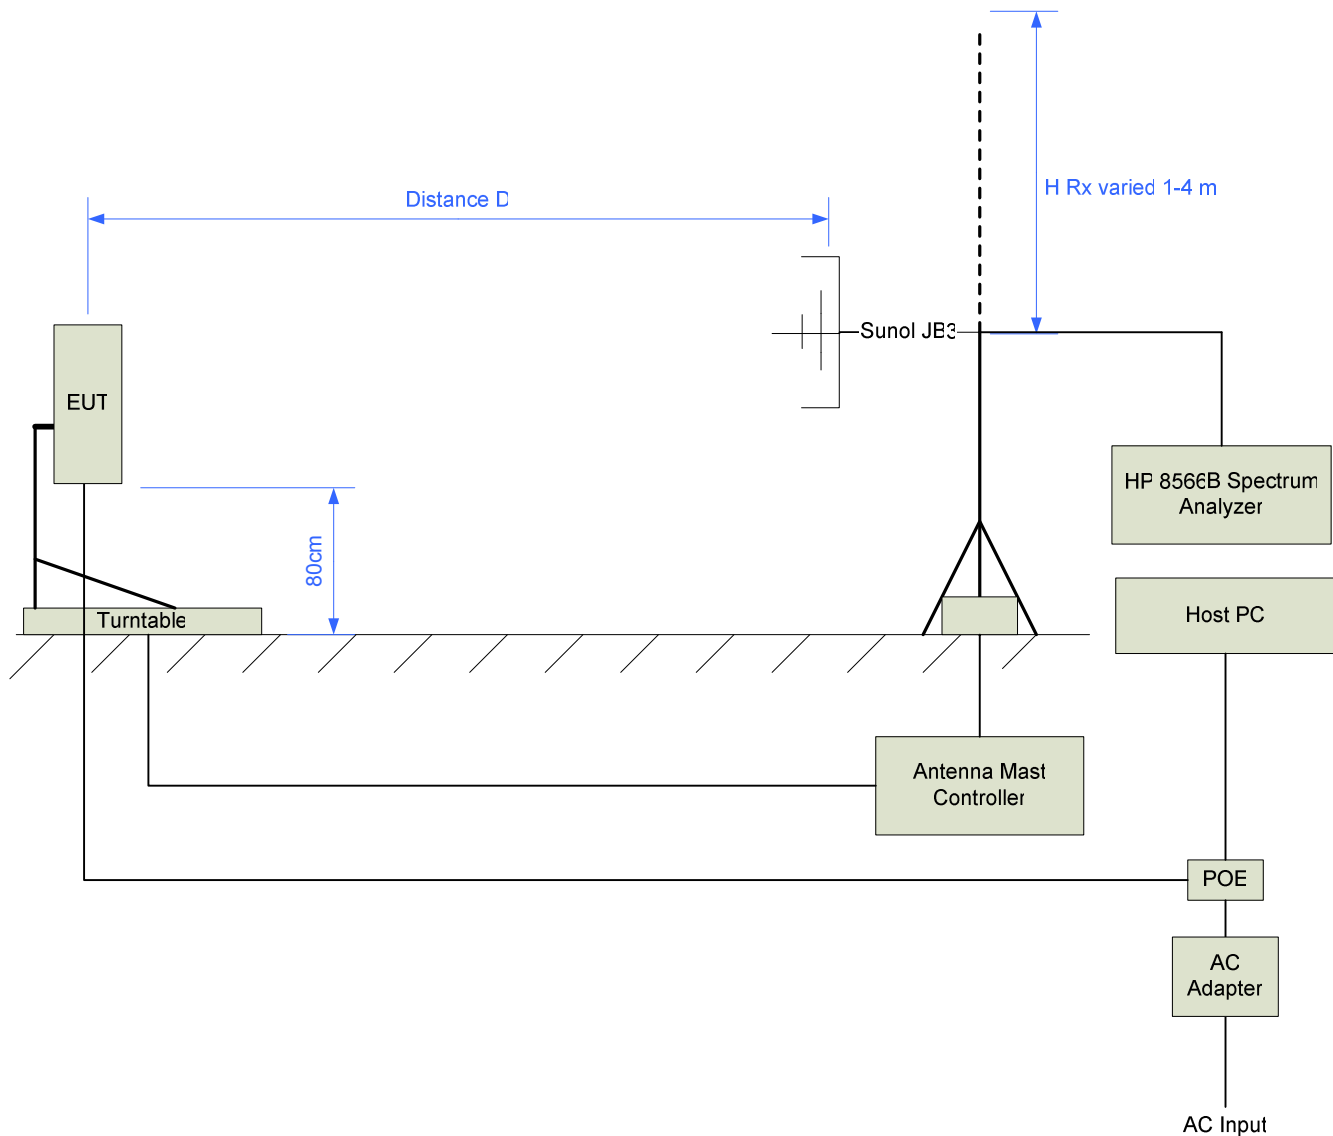 Distance D
H Rx varied 1-4 m
Sunol JB3
EUT
HP 8566B Spectrum
Analyzer
80cm
Turntable
Host PC
Antenna Mast
Controller
POE
AC
Adapter
AC Input